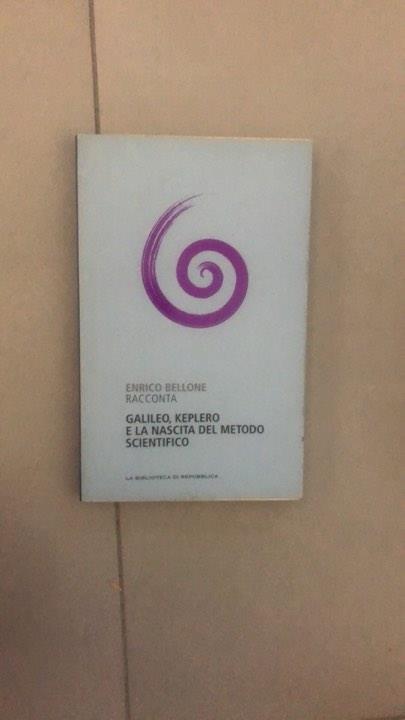 ENRICO BELLONE
RACCONTA
GALILEO, KEPLERO
E LA NASCITA DEL METODO
SCIENTIFICO
LA BIBLIOTECA DI REPUBBLICA